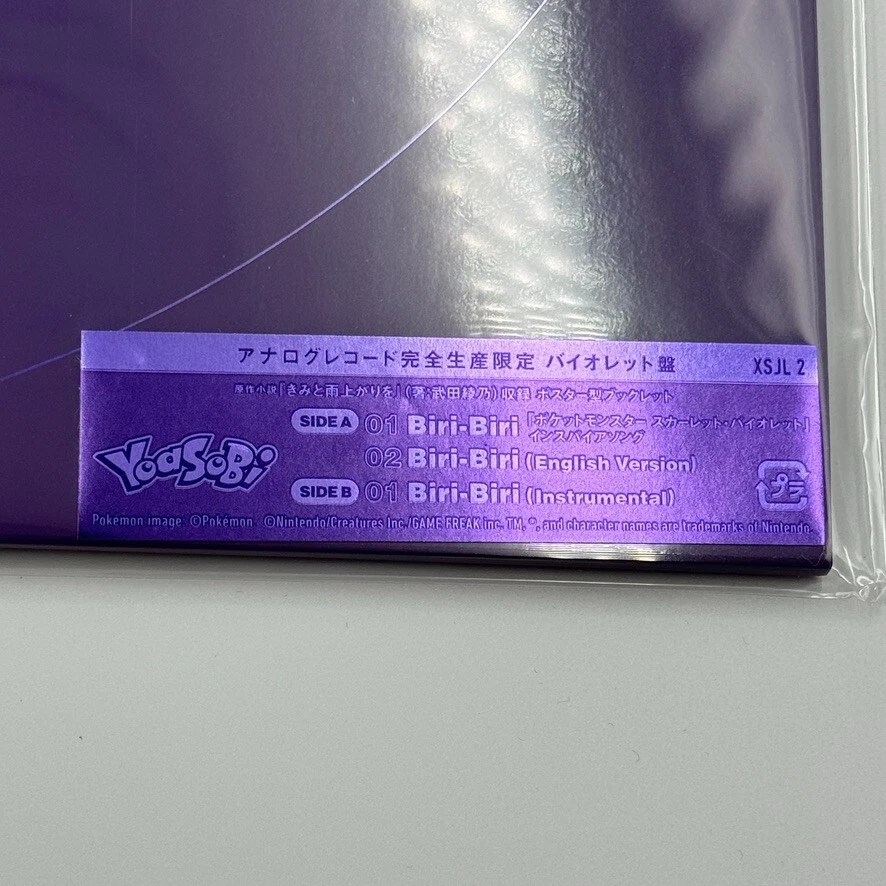 アナログレコード完全生産限定 バイオレット盤 XSJL 2
原作小説「きみと雨上がりを」(著・武田綾乃) 収録 ポスター型ブックレット
SIDE A 01 Biri-Biri 「ポケットモンスター スカーレット・バイオレット」
インスパイアソング
02 Biri-Biri (English Version)
YOASOBI
SIDE B 01 Biri-Biri (Instrumental)
プラ
Pokémon image ©Pokémon ©Nintendo/Creatures Inc./GAME FREAK inc. TM, ®, and character names are trademarks of Nintendo.